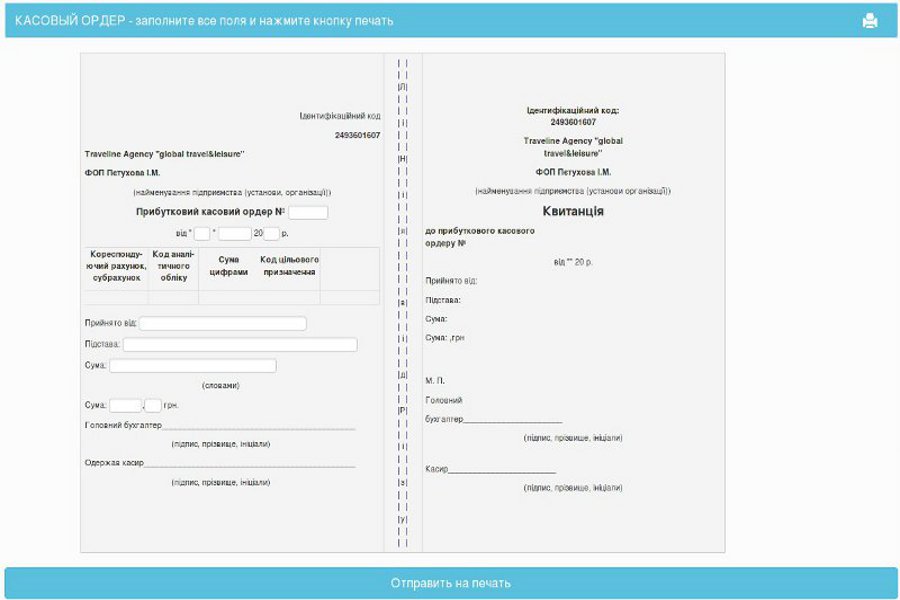 КАСОВЫЙ ОРДЕР - заполните все поля и нажмите кнопку печать
Ідентифікаційний код
2493601607
Traveline Agency "global travel&leisure"
ФОП Петухова І.М.
(найменування підприємства (установи, організації))
Прибутковий касовий ордер №
від " " 20 р.
Кореспонду-
ючий рахунок,
субрахунок
Код аналі-
тичного
обліку
Сума
цифрами
Код цільового
призначення
Прийнято від:
Підстава:
Сума:
(словами)
Сума: , грн.
Головний бухгалтер
(підпис, прізвище, ініціали)
Одержав касир
(підпис, прізвище, ініціали)
Л
і
н
і
я
в
і
д
р
і
з
у
Ідентифікаційний код:
2493601607
Traveline Agency "global
travel&leisure"
ФОП Петухова І.М.
(найменування підприємства (установи організації))
Квитанція
до прибуткового касового
ордеру №
від "" 20 р.
Прийнято від:
Підстава:
Сума:
Сума: ,грн
М. П.
Головний
бухгалтер
(підпис, прізвище, ініціали)
Касир
(підпис, прізвище, ініціали)
Отправить на печать